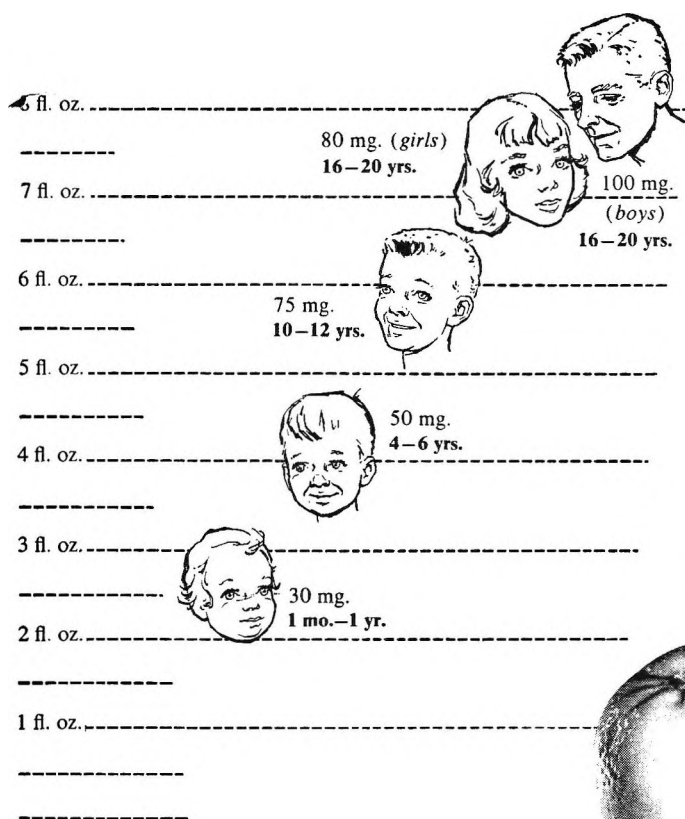 fl. oz.
80 mg. (girls)
16–20 yrs.
7 fl. oz.
100 mg.
(boys)
16–20 yrs.
6 fl. oz.
75 mg.
10–12 yrs.
5 fl. oz.
50 mg.
4–6 yrs.
4 fl. oz.
3 fl. oz.
30 mg.
1 mo.–1 yr.
2 fl. oz.
1 fl. oz.